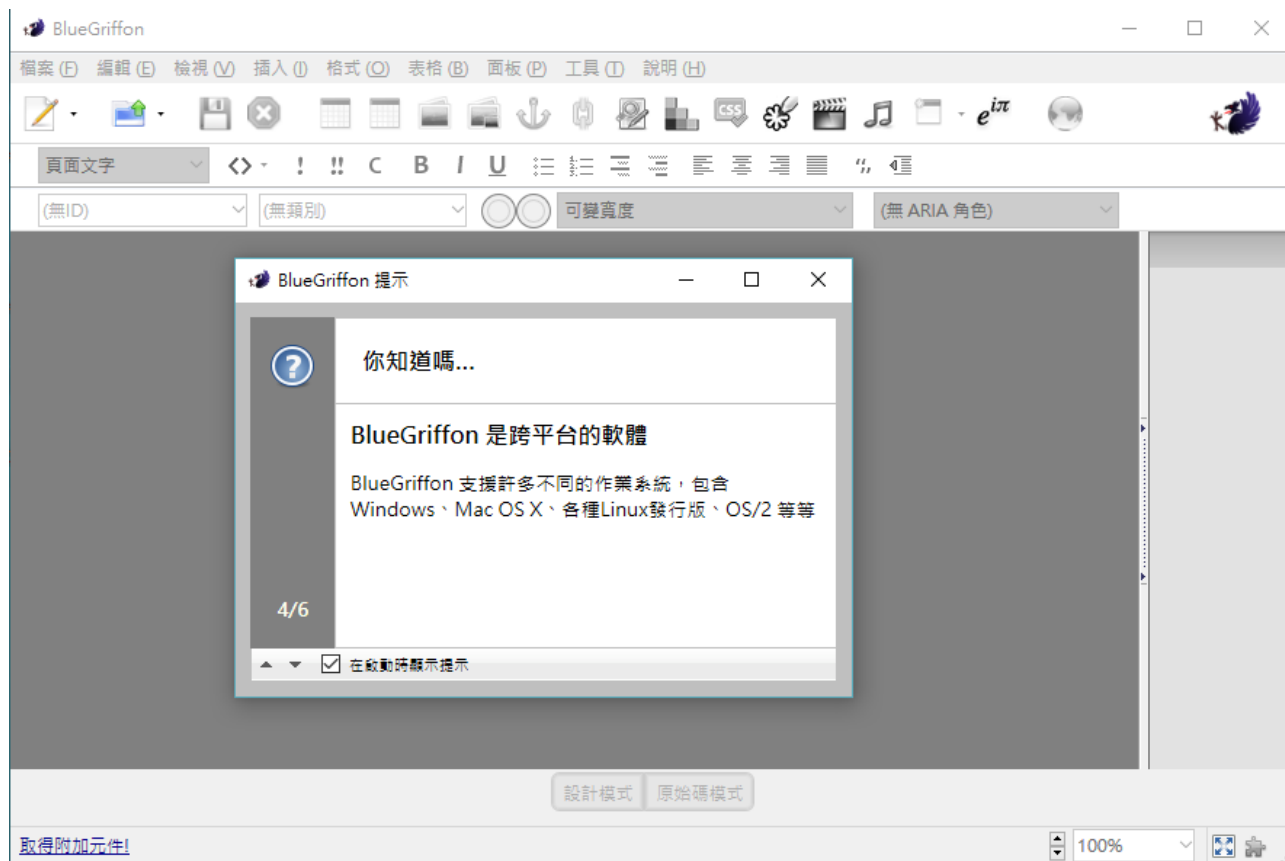 BlueGriffon
檔案 (F) 編輯 (E) 檢視 (V) 插入 (I) 格式 (O) 表格 (B) 面板 (P) 工具 (T) 說明 (H)
CSS e^iπ
頁面文字 ! !! C B I U
(無ID) (無類別) 可變寬度 (無 ARIA 角色)
BlueGriffon 提示
? 你知道嗎...
BlueGriffon 是跨平台的軟體
BlueGriffon 支援許多不同的作業系統，包含
Windows、Mac OS X、各種Linux發行版、OS/2 等等
4/6
在啟動時顯示提示
設計模式 原始碼模式
取得附加元件! 100%